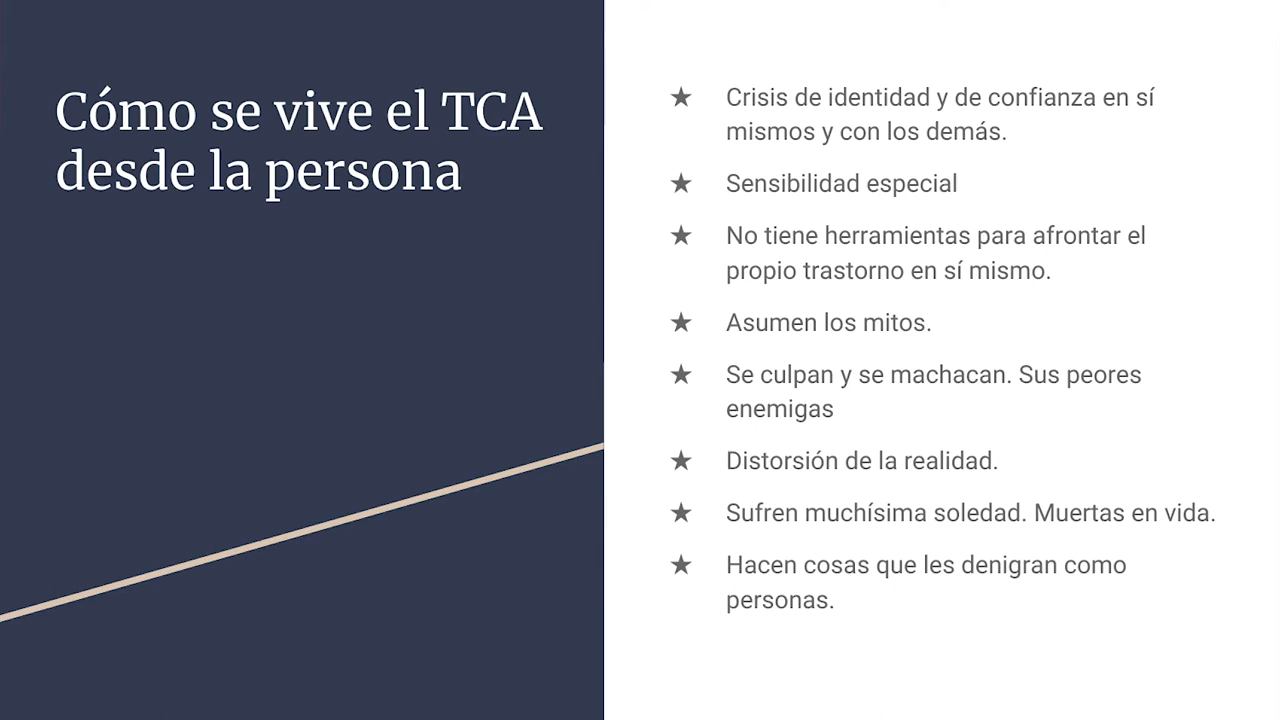 Cómo se vive el TCA
desde la persona
★ Crisis de identidad y de confianza en sí
mismos y con los demás.
★ Sensibilidad especial
★ No tiene herramientas para afrontar el
propio trastorno en sí mismo.
★ Asumen los mitos.
★ Se culpan y se machacan. Sus peores
enemigas
★ Distorsión de la realidad.
★ Sufren muchísima soledad. Muertas en vida.
★ Hacen cosas que les denigran como
personas.